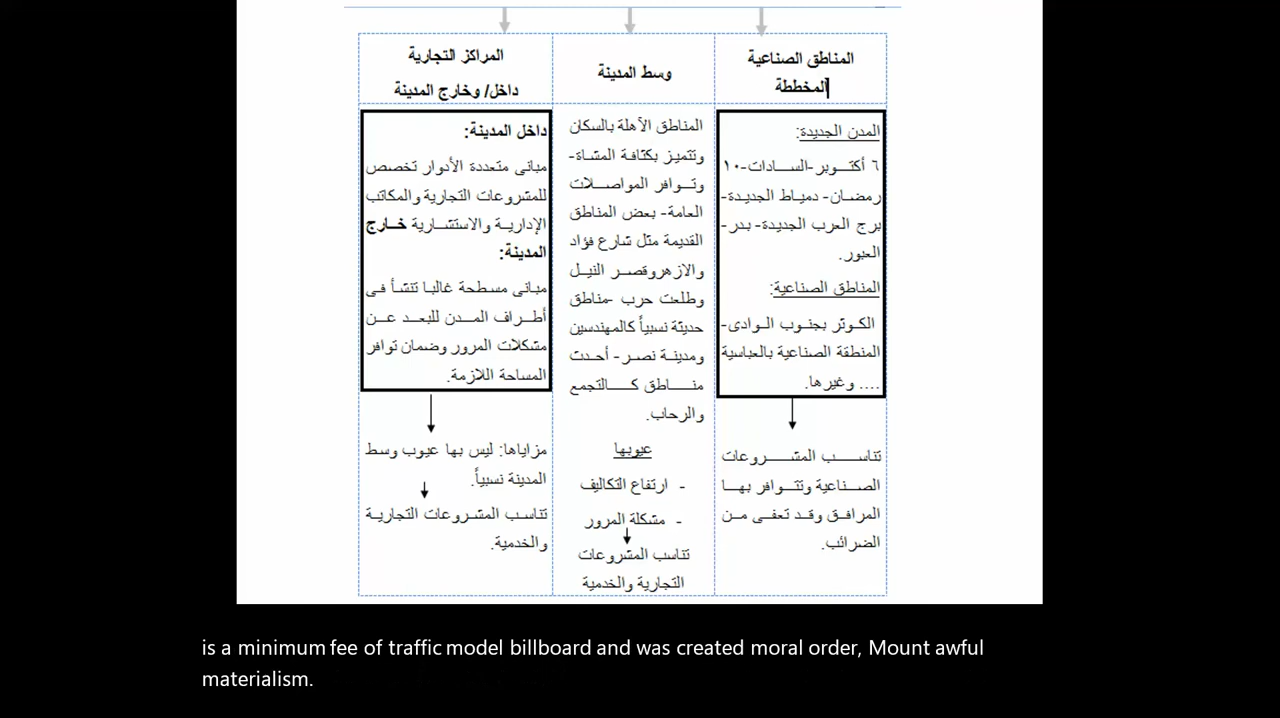 المناطق الصناعية
المخططة
وسط المدينة
المراكز التجارية
داخل/ وخارج المدينة
المدن الجديدة:
٦ أكتوبر-السادات-١٠
رمضان- دمياط الجديدة-
برج العرب الجديدة- بدر-
العبور.
المناطق الصناعية:
الكوثر بجنوب الوادى-
المنطقة الصناعية بالعباسية
.... وغيرها.
تناسب المشروعات
الصناعية وتتوافر بها
المرافق وقد تعفى من
الضرائب.
المناطق الآهلة بالسكان
وتتميز بكثافة المشاة-
وتوافر المواصلات
العامة- بعض المناطق
القديمة مثل شارع فؤاد
والازهروقصر النيل
وطلعت حرب -مناطق
حديثة نسبياً كالمهندسين
ومدينة نصر- أحدث
مناطق كالتجمع
والرحاب.
عيوبها
- ارتفاع التكاليف
- مشكلة المرور
تناسب المشروعات
التجارية والخدمية
داخل المدينة:
مبانى متعددة الأدوار تخصص
للمشروعات التجارية والمكاتب
الإدارية والاستشارية خارج
المدينة:
مبانى مسطحة غالبا تنشأ فى
أطراف المدن للبعد عن
مشكلات المرور وضمان توافر
المساحة اللازمة.
مزاياها: ليس بها عيوب وسط
المدينة نسبياً.
تناسب المشروعات التجارية
والخدمية.
is a minimum fee of traffic model billboard and was created moral order, Mount awful
materialism.